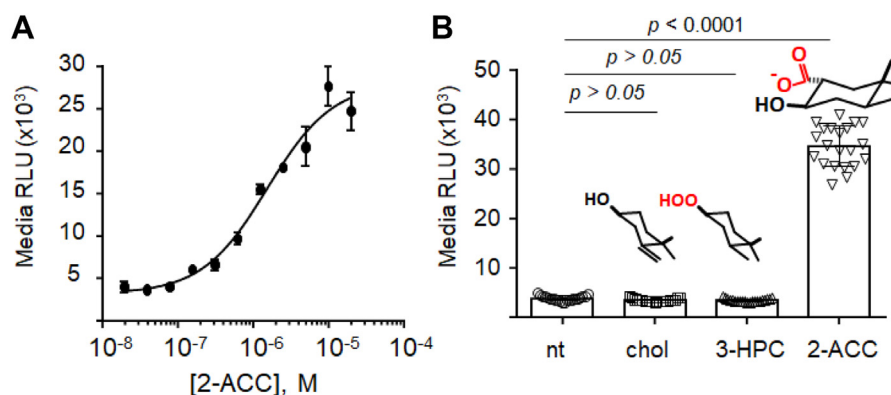 A
Media RLU (x10³)
30
25
20
15
10
5
10⁻⁸ 10⁻⁷ 10⁻⁶ 10⁻⁵ 10⁻⁴
[2-ACC], M
B
Media RLU (x10³)
50
40
30
20
10
p < 0.0001
p > 0.05
p > 0.05
O
⁻O
HO
HO
HOO
nt chol 3-HPC 2-ACC